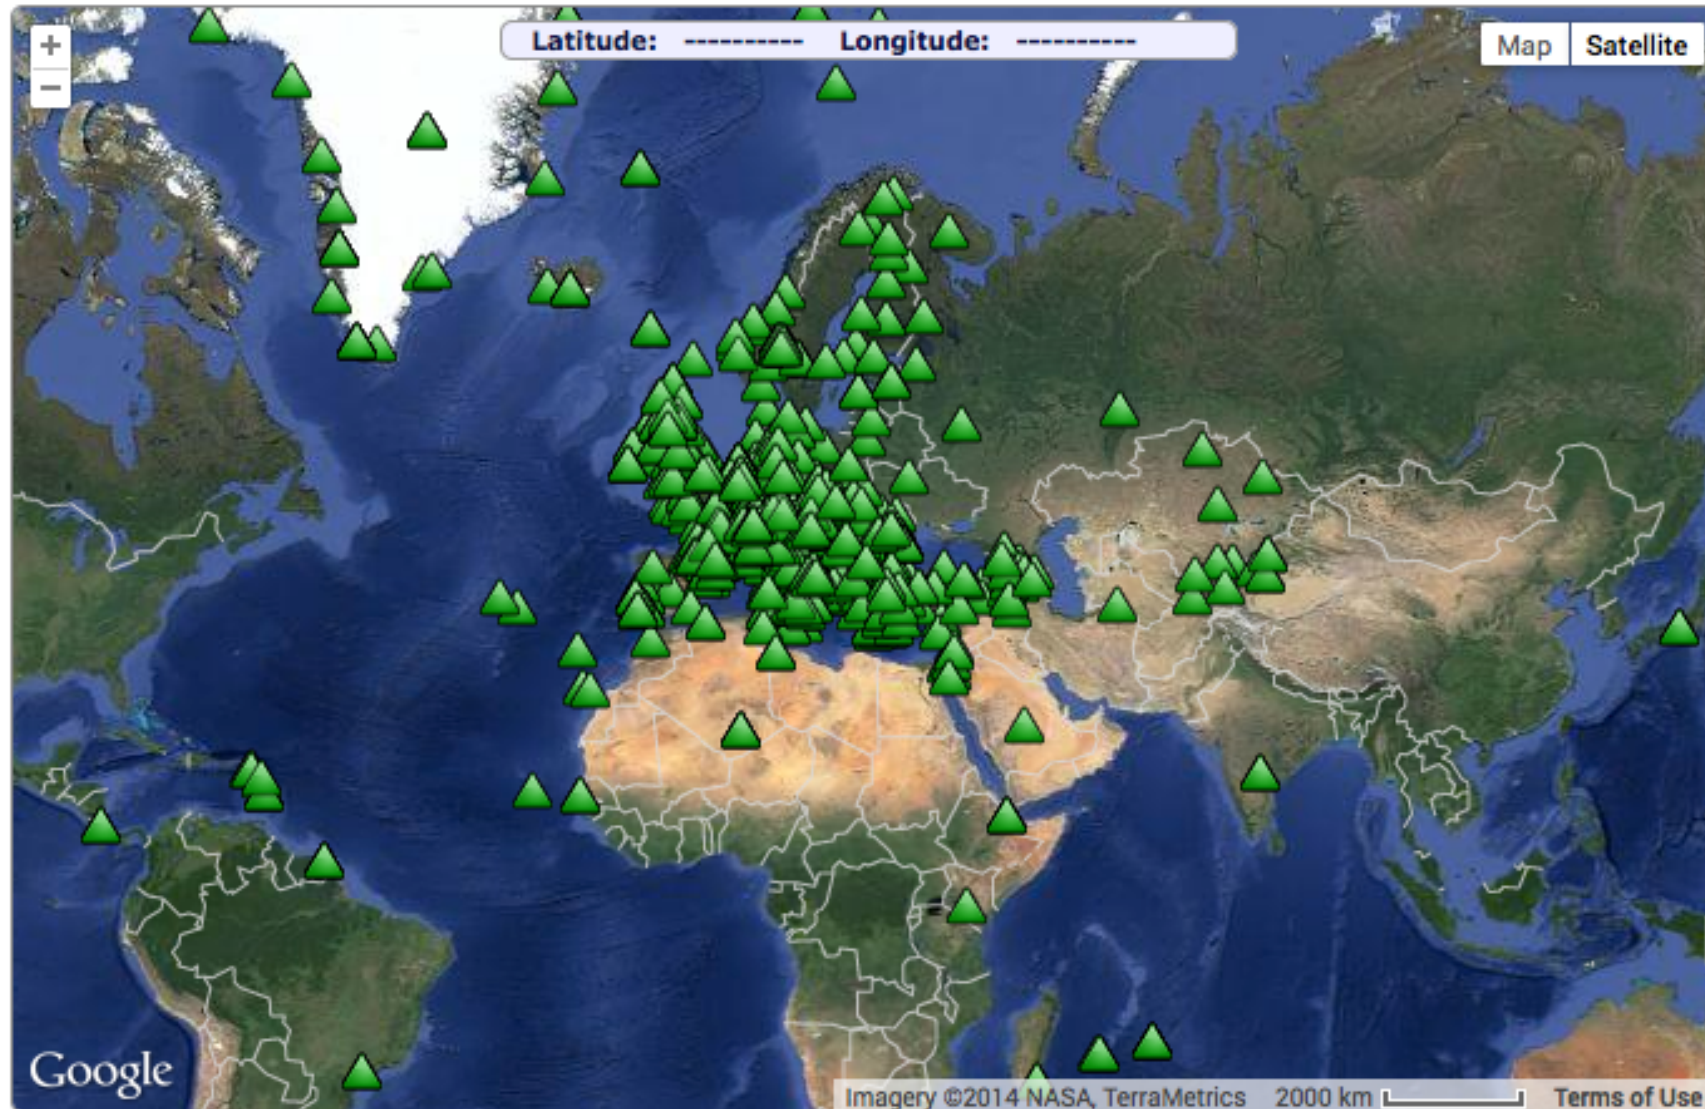 +
Latitude: ---------- Longitude: ----------
Map Satellite
−
Google
Imagery ©2014 NASA, TerraMetrics 2000 km Terms of Use